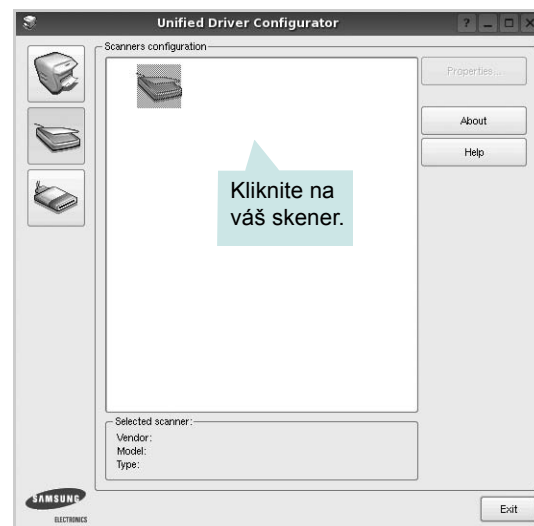 Unified Driver Configurator
Scanners configuration
Properties...
About
Help
Kliknite na
váš skener.
Selected scanner:
Vendor:
Model:
Type:
SAMSUNG
ELECTRONICS
Exit